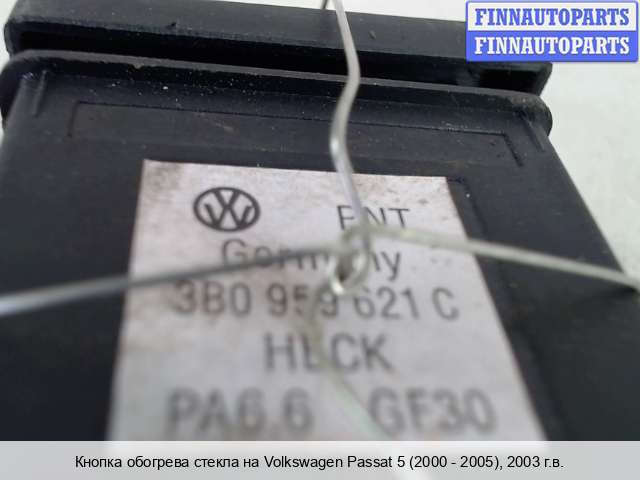 FINNAUTOPARTS
FINNAUTOPARTS
VW
Germany
3B0 959 621 C
HECK
PA6.6 GF30
Кнопка обогрева стекла на Volkswagen Passat 5 (2000 - 2005), 2003 г.в.